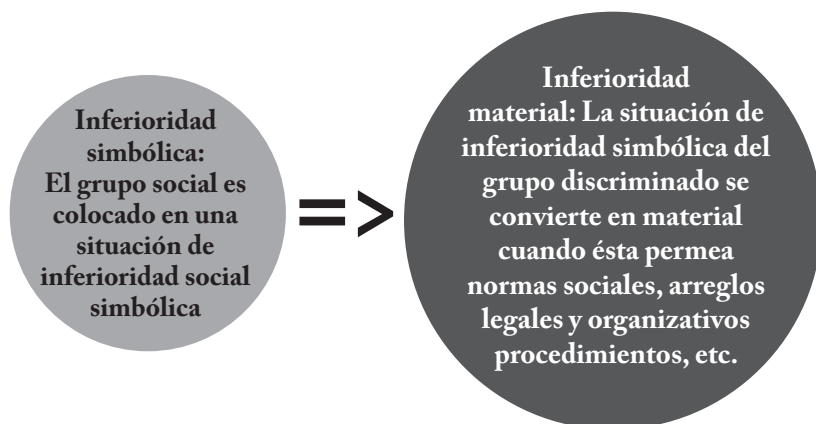 Inferioridad
simbólica:
El grupo social es
colocado en una
situación de
inferioridad social
simbólica
=>
Inferioridad
material: La situación de
inferioridad simbólica del
grupo discriminado se
convierte en material
cuando ésta permea
normas sociales, arreglos
legales y organizativos
procedimientos, etc.